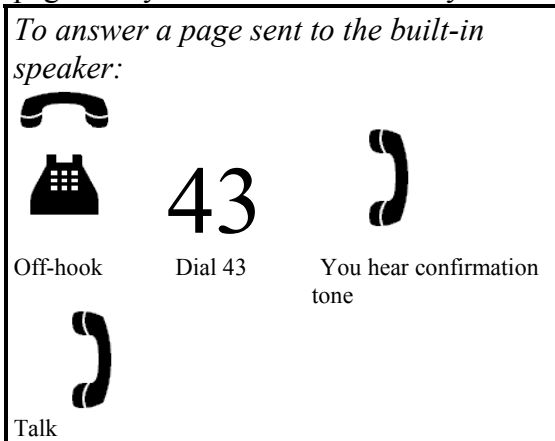 To answer a page sent to the built-in
speaker:
43
Off-hook Dial 43 You hear confirmation
tone
Talk